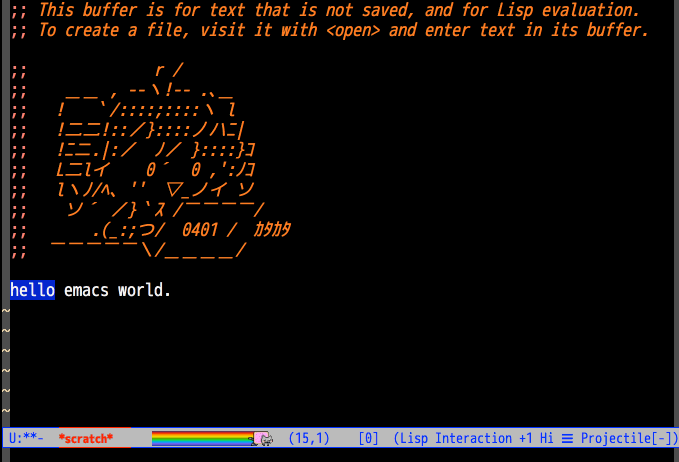 ;; This buffer is for text that is not saved, and for Lisp evaluation.
;; To create a file, visit it with <open> and enter text in its buffer.
;;               r /
;;     ＿＿ , --ヽ!-- .､＿
;;    !   ｀/::::;::::ヽ l
;;    !二二!::／}::::ノﾉﾊﾆ|
;;    !ﾆニ.|:／  ﾉ／ }::::}ｺ
;;    L二lイ    0´  0 ,':ﾉｺ
;;    lヽﾉ/ﾍ､ ''  ▽_ノイ ソ
;;     ソ´ ／}｀ｽ /￣￣￣￣/
;;        .(_:;つ/  0401 /  ｶﾀｶﾀ
;;   ￣￣￣￣￣＼/＿＿＿＿/
hello emacs world.
~
~
~
~
~
~
U:**-  *scratch*  (15,1)  [0]  (Lisp Interaction +1 Hi ☰ Projectile[-])